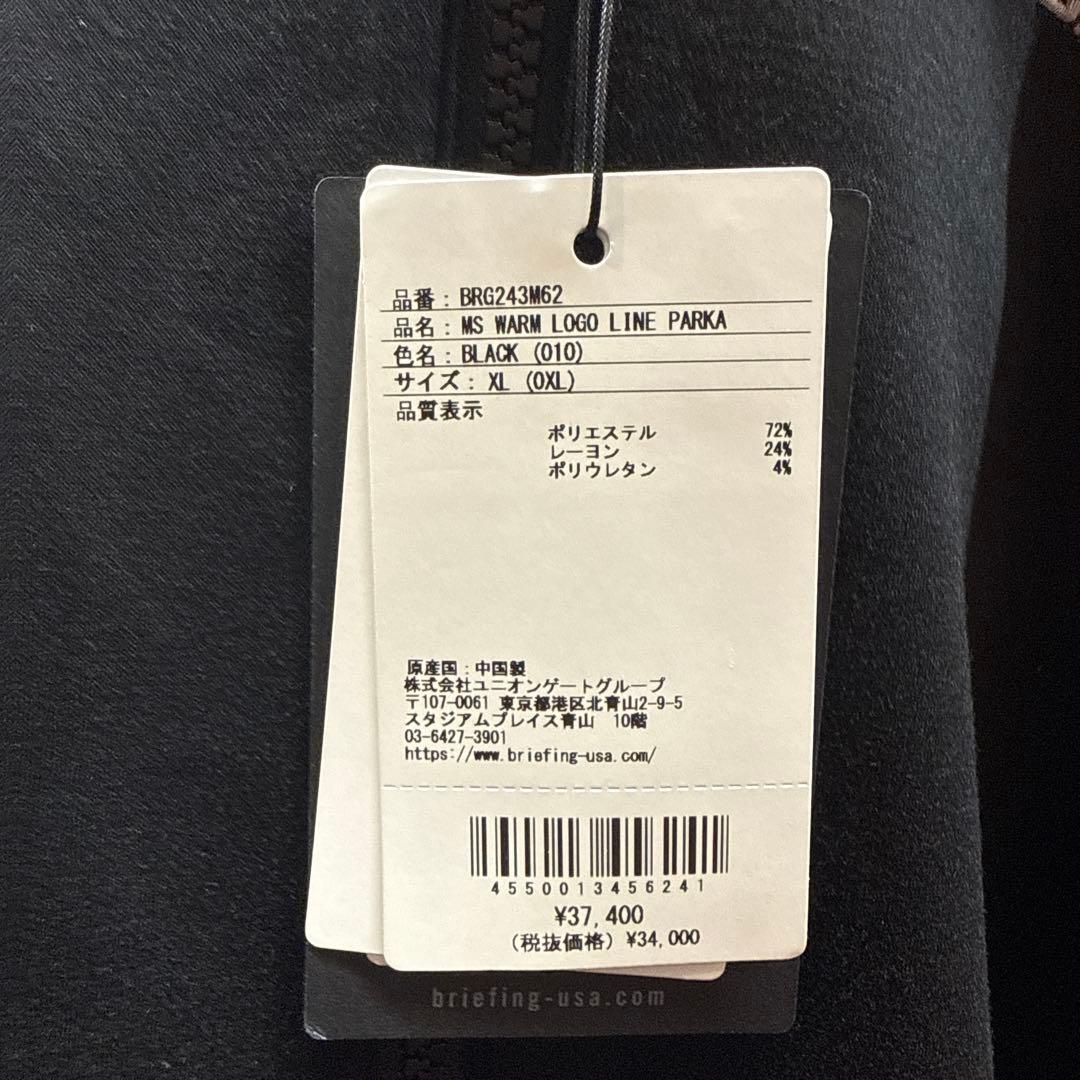 品番：BRG243M62
品名：MS WARM LOGO LINE PARKA
色名：BLACK (010)
サイズ：XL (0XL)
品質表示
ポリエステル 72%
レーヨン 24%
ポリウレタン 4%
原産国：中国製
株式会社ユニオンゲートグループ
〒107-0061 東京都港区北青山2-9-5
スタジアムプレイス青山 10階
03-6427-3901
https://www.briefing-usa.com/
4550013456241
¥37,400
(税抜価格) ¥34,000
briefing-usa.com